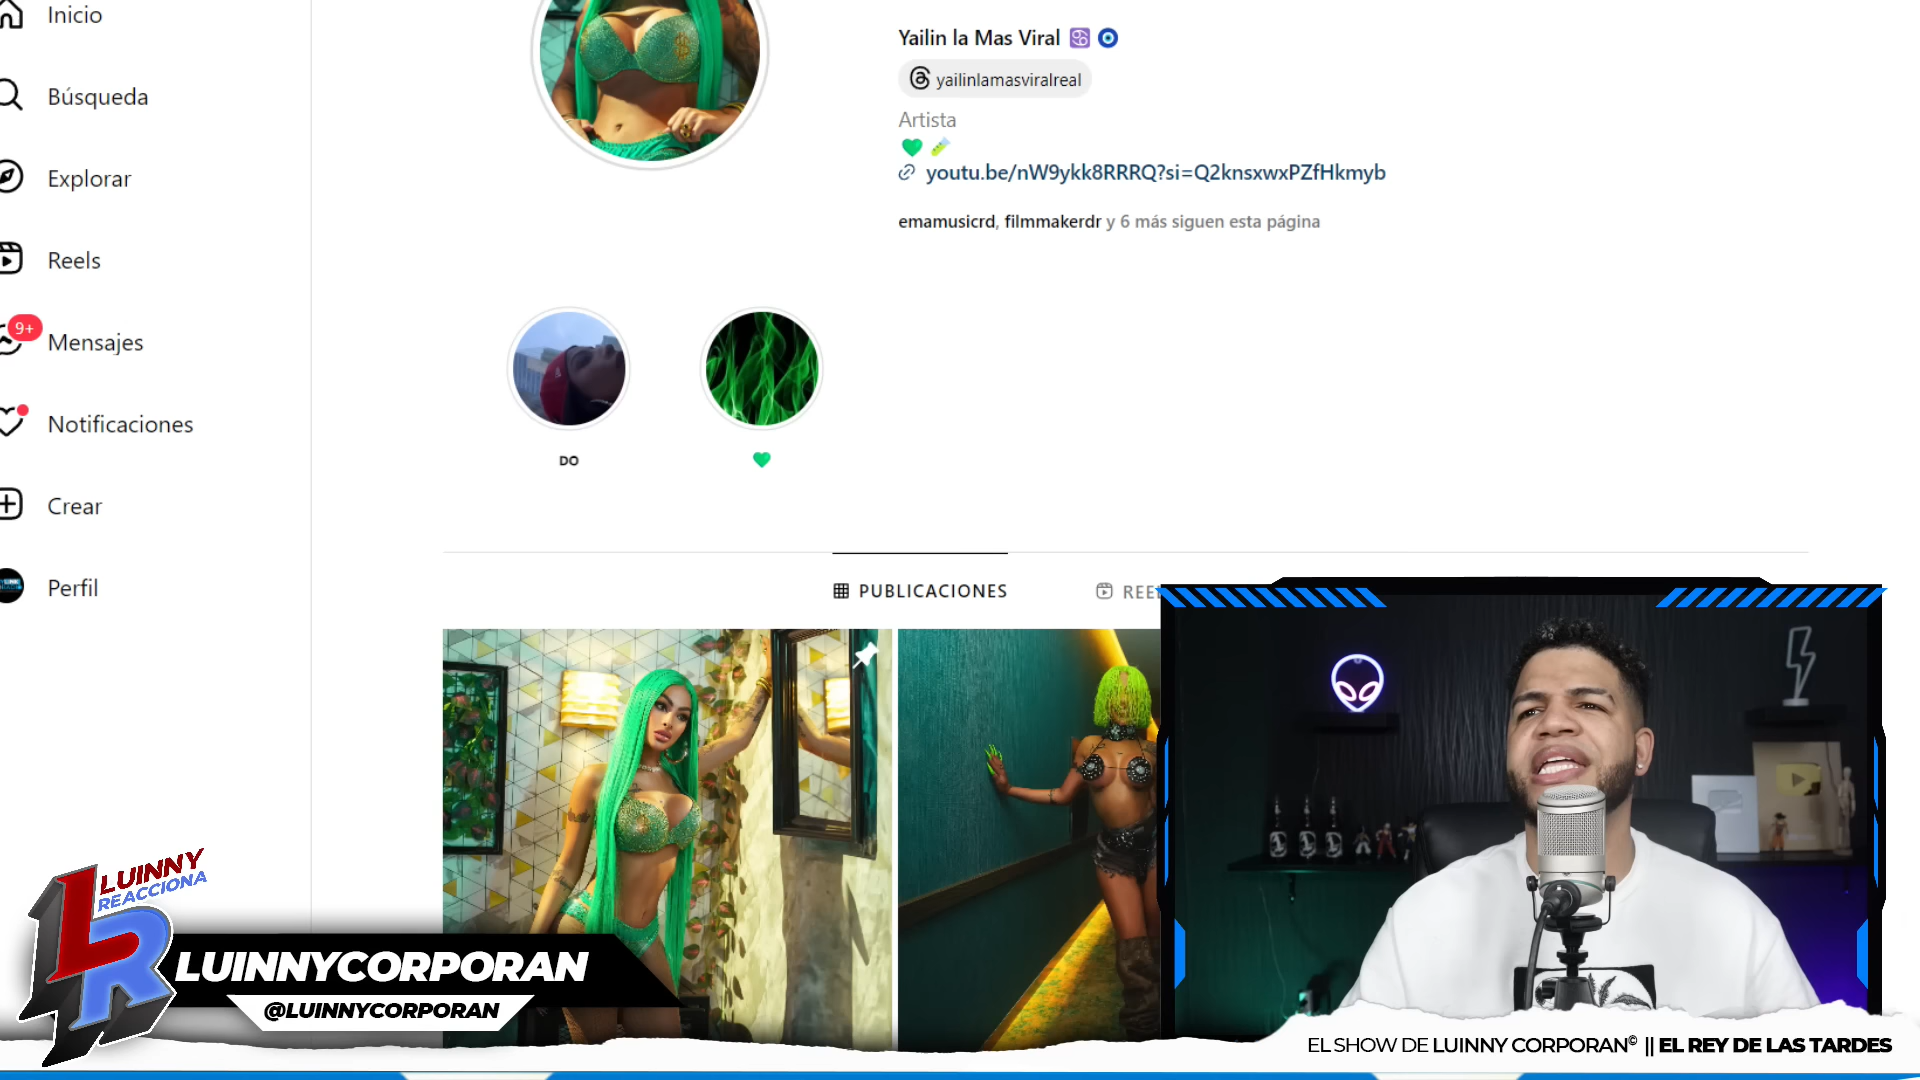 Inicio
Búsqueda
Explorar
Reels
9+
Mensajes
Notificaciones
Crear
Perfil
Yailin la Mas Viral
yailinlamasviralreal
Artista
youtu.be/nW9ykk8RRRQ?si=Q2knsxwxPZfHkmyb
emamusicrd, filmmakerdr y 6 más siguen esta página
DO
PUBLICACIONES
REE
LUINNY
REACCIONA
LR
LUINNYCORPORAN
@LUINNYCORPORAN
EL SHOW DE LUINNY CORPORAN© || EL REY DE LAS TARDES